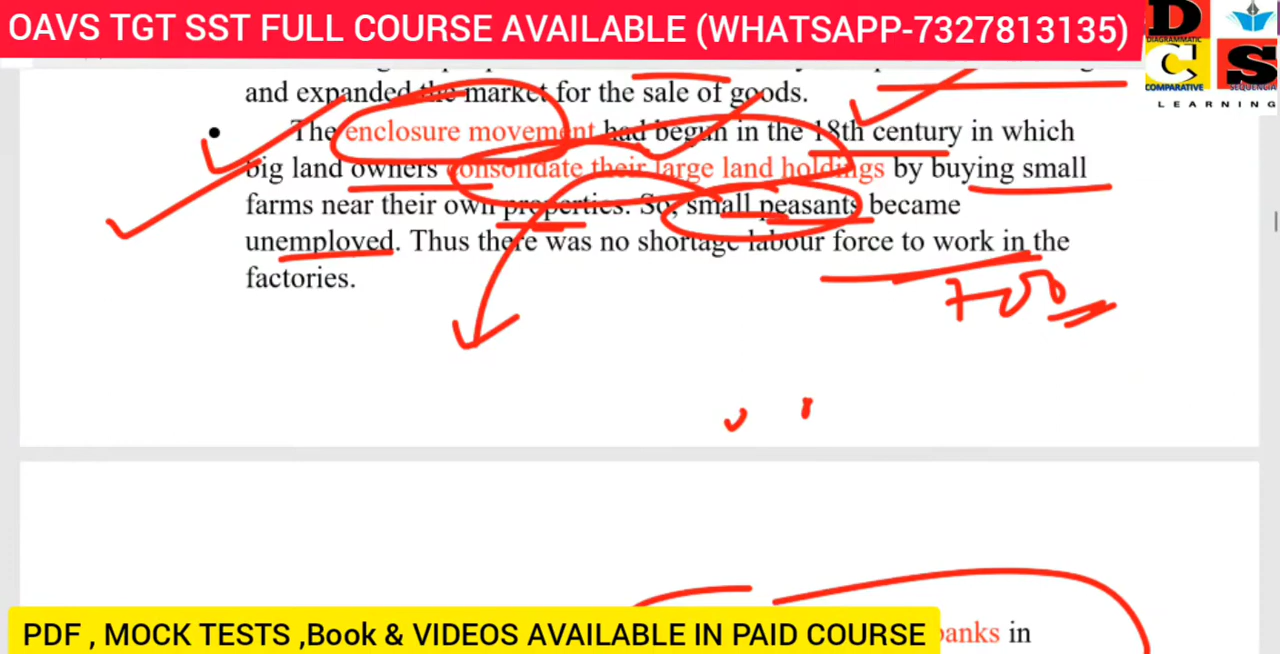 OAVS TGT SST FULL COURSE AVAILABLE (WHATSAPP-7327813135)
D
DIAGRAMMATIC
C S
COMPARATIVE SEQUENCIA
LEARNING
and expanded the market for the sale of goods.
• The enclosure movement had begun in the 18th century in which
big land owners consolidate their large land holdings by buying small
farms near their own properties. So, small peasants became
unemployed. Thus there was no shortage labour force to work in the
factories.
banks in
PDF , MOCK TESTS ,Book & VIDEOS AVAILABLE IN PAID COURSE